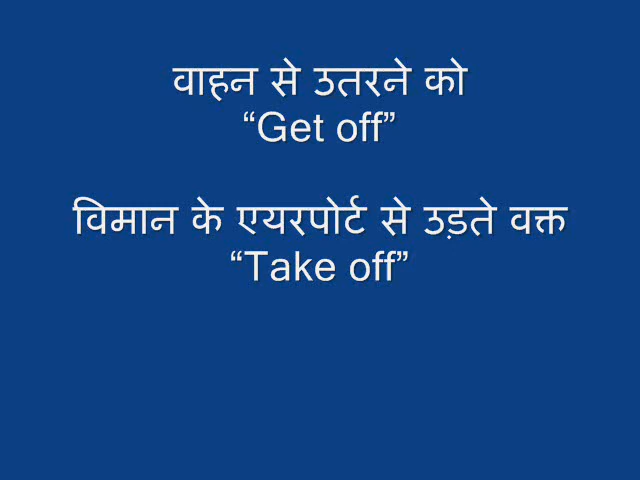 वाहन से उतरने को
“Get off”
विमान के एयरपोर्ट से उड़ते वक्त
“Take off”